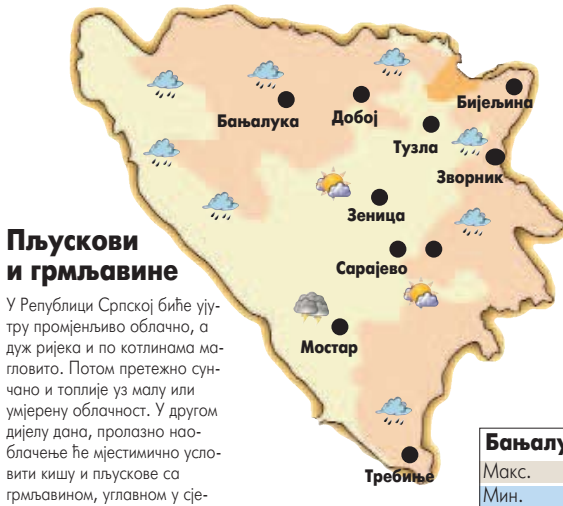 Бањалука
Добој
Бијељина
Тузла
Зворник
Зеница
Сарајево
Мостар
Требиње
Пљускови
и грмљавине
У Републици Српској биће ују-
тру промјенљиво облачно, а
дуж ријека и по котлинама ма-
гловито. Потом претежно сун-
чано и топлије уз малу или
умјерену облачност. У другом
дијелу дана, пролазно нао-
блачење ће мјестимично усло-
вити кишу и пљускове са
грмљавином, углавном у сје-
Макс.
Мин.